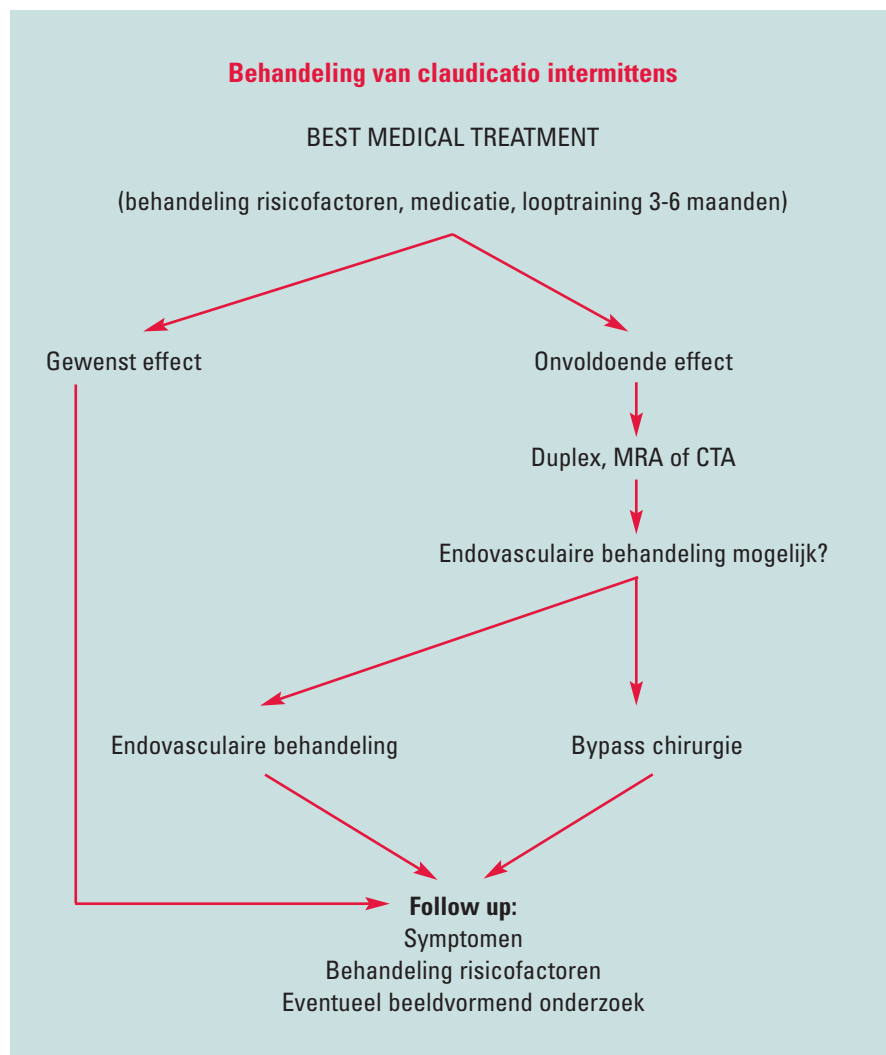 Behandeling van claudicatio intermittens
BEST MEDICAL TREATMENT
(behandeling risicofactoren, medicatie, looptraining 3-6 maanden)
Gewenst effect
Onvoldoende effect
Duplex, MRA of CTA
Endovasculaire behandeling mogelijk?
Endovasculaire behandeling
Bypass chirurgie
Follow up:
Symptomen
Behandeling risicofactoren
Eventueel beeldvormend onderzoek